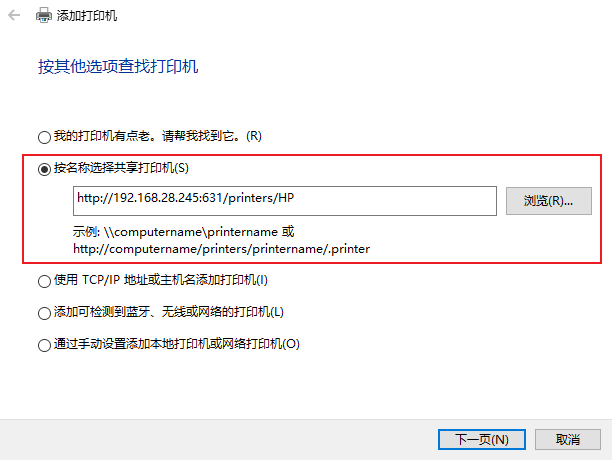 添加打印机
按其他选项查找打印机
我的打印机有点老。请帮我找到它。(R)
按名称选择共享打印机(S)
http://192.168.28.245:631/printers/HP
浏览(R)...
示例: \\computername\printername 或
http://computername/printers/printername/.printer
使用 TCP/IP 地址或主机名添加打印机(I)
添加可检测到蓝牙、无线或网络的打印机(L)
通过手动设置添加本地打印机或网络打印机(O)
下一页(N)
取消